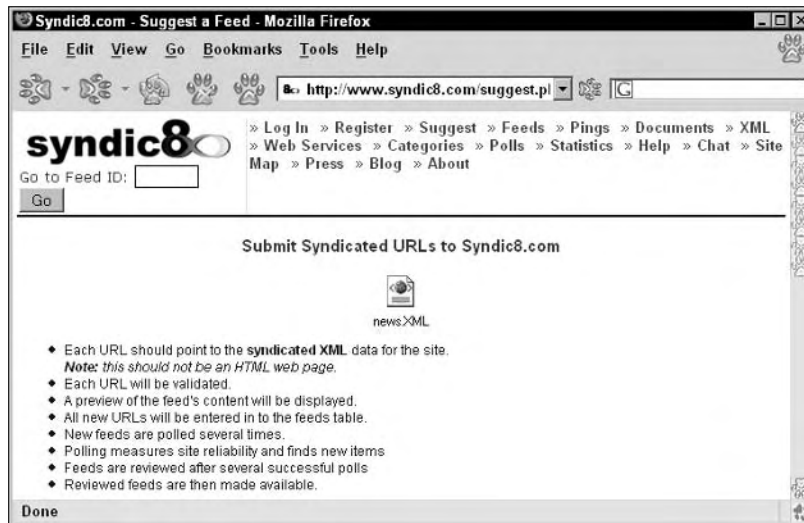 Syndic8.com - Suggest a Feed - Mozilla Firefox
File Edit View Go Bookmarks Tools Help
http://www.syndic8.com/suggest.pl
G
syndic8
Go to Feed ID:
Go
» Log In » Register » Suggest » Feeds » Pings » Documents » XML
» Web Services » Categories » Polls » Statistics » Help » Chat » Site
Map » Press » Blog » About
Submit Syndicated URLs to Syndic8.com
news.XML
Each URL should point to the syndicated XML data for the site.
Note: this should not be an HTML web page.
Each URL will be validated.
A preview of the feed's content will be displayed.
All new URLs will be entered in to the feeds table.
New feeds are polled several times.
Polling measures site reliability and finds new items
Feeds are reviewed after several successful polls
Reviewed feeds are then made available.
Done